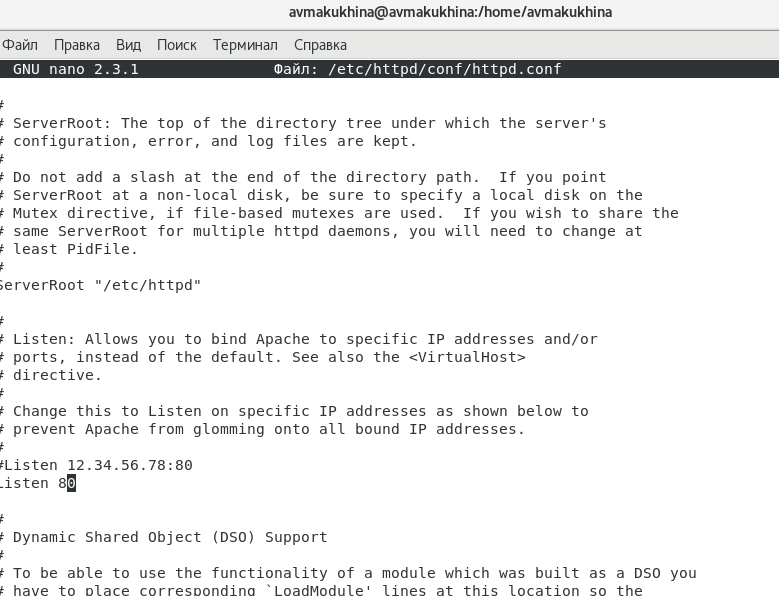 avmakukhina@avmakukhina:/home/avmakukhina
Файл Правка Вид Поиск Терминал Справка
GNU nano 2.3.1 Файл: /etc/httpd/conf/httpd.conf
#
# ServerRoot: The top of the directory tree under which the server's
# configuration, error, and log files are kept.
#
# Do not add a slash at the end of the directory path.  If you point
# ServerRoot at a non-local disk, be sure to specify a local disk on the
# Mutex directive, if file-based mutexes are used.  If you wish to share the
# same ServerRoot for multiple httpd daemons, you will need to change at
# least PidFile.
#
ServerRoot "/etc/httpd"
#
# Listen: Allows you to bind Apache to specific IP addresses and/or
# ports, instead of the default. See also the <VirtualHost>
# directive.
#
# Change this to Listen on specific IP addresses as shown below to
# prevent Apache from glomming onto all bound IP addresses.
#
#Listen 12.34.56.78:80
Listen 80
#
# Dynamic Shared Object (DSO) Support
#
# To be able to use the functionality of a module which was built as a DSO you
# have to place corresponding `LoadModule' lines at this location so the